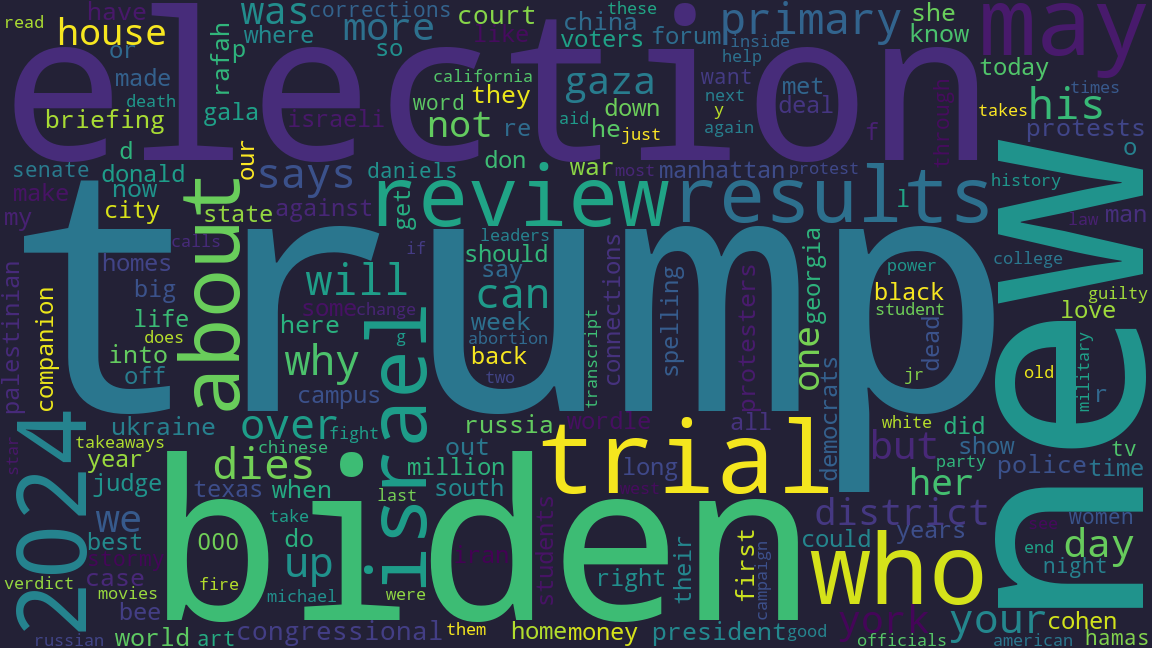 read
have
house
or
was
corrections
where
more
so
court
like
china
these
voters
forum
primary
inside
help
she
know
may
election
rafah
p
made
death
briefing
gala
israeli
california
word
they
not
re
gaza
down
aid
he
just
want
next
y
again
met
deal
f
today
takes
his
times
protests
o
d
senate
donald
make
now
my
city
our
says
state
against
daniels
get
don
review
war
most
manhattan
protest
results
l
history
man
law
new
about
calls
homes
big
life
does
into
off
companion
palestinian
trump
will
some
change
here
why
if
leaders
should
say
can
week
abortion
back
two
transcript
connections
spelling
protesters
one
georgia
power
black
student
dead
jr
college
guilty
love
old
military
r
israel
g
campus
2024
ukraine
takeaways
year
judge
star
over
fight
chinese
dies
texas
when
last
russia
out
million
south
wordle
trial
all
long
democrats
white
but
did
show
party
her
police
tv
time
we
best
case
movies
verdict
bee
russian
world
art
ooo
take
do
up
fire
michael
biden
iran
were
students
right
their
first
campaign
district
could
years
who
women
end
day
night
congressional
them
home
money
president
good
york
officials
your
american
cohen
hamas